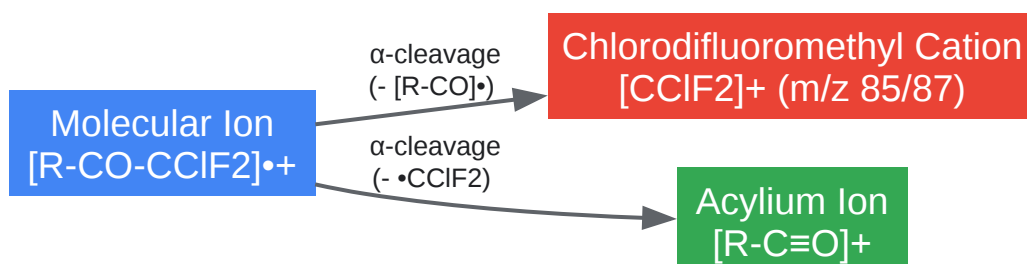 Molecular Ion
[R-CO-CClF2]•+
α-cleavage
(- [R-CO]•)
Chlorodifluoromethyl Cation
[CClF2]+ (m/z 85/87)
α-cleavage
(- •CClF2)
Acylium Ion
[R-C≡O]+